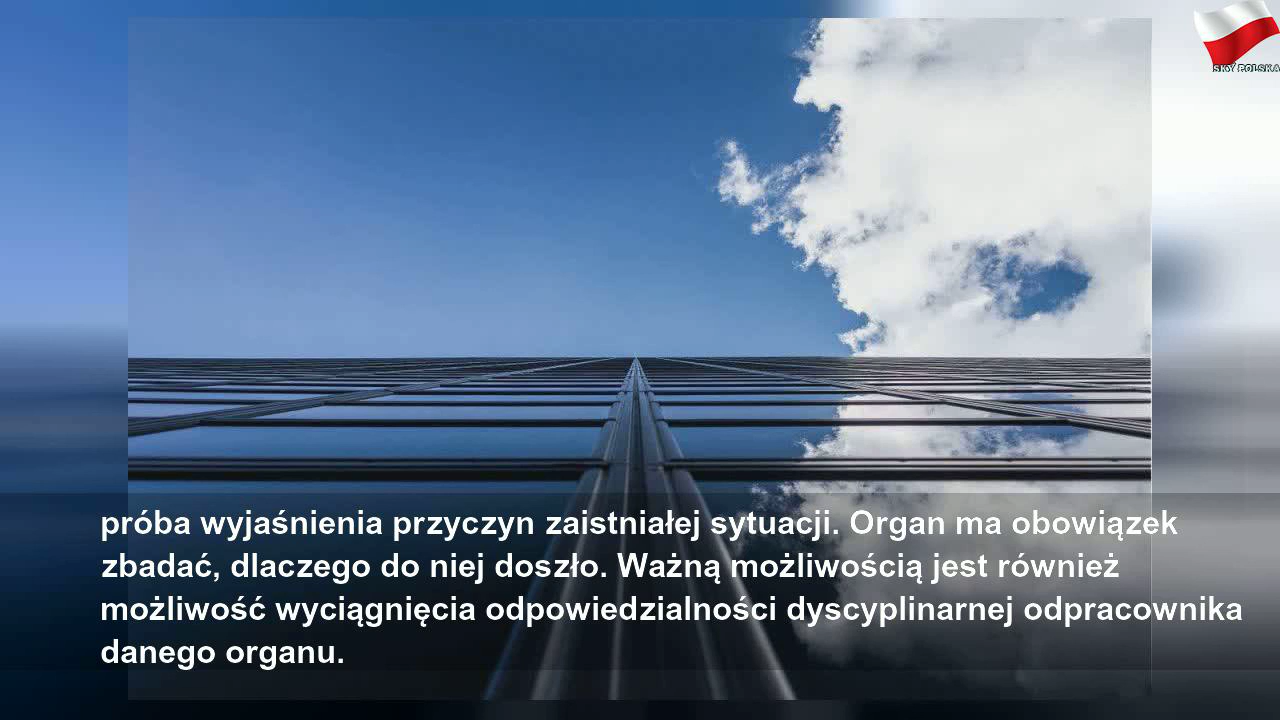 SKY POLSKA
próba wyjaśnienia przyczyn zaistniałej sytuacji. Organ ma obowiązek
zbadać, dlaczego do niej doszło. Ważną możliwością jest również
możliwość wyciągnięcia odpowiedzialności dyscyplinarnej odpracownika
danego organu.